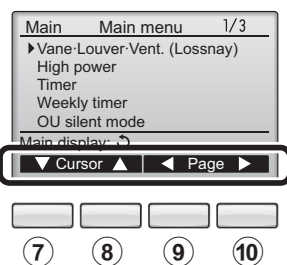 Main Main menu 1/3
▶Vane·Louver·Vent. (Lossnay)
High power
Timer
Weekly timer
OU silent mode
Main display: ↺
▼ Cursor ▲ ◀ Page ▶
7 8 9 10